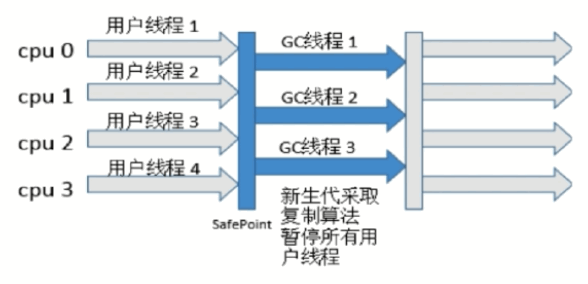 用户线程 1
GC线程 1
cpu 0
用户线程 2
cpu 1
GC线程 2
用户线程 3
cpu 2
GC线程 3
用户线程 4
cpu 3
SafePoint
新生代采取
复制算法
暂停所有用
户线程